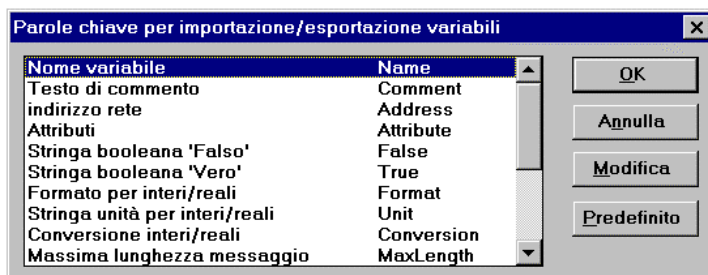 Parole chiave per importazione/esportazione variabili
Nome variabile Name
Testo di commento Comment
indirizzo rete Address
Attributi Attribute
Stringa booleana 'Falso' False
Stringa booleana 'Vero' True
Formato per interi/reali Format
Stringa unità per interi/reali Unit
Conversione interi/reali Conversion
Massima lunghezza messaggio MaxLength
OK
Annulla
Modifica
Predefinito